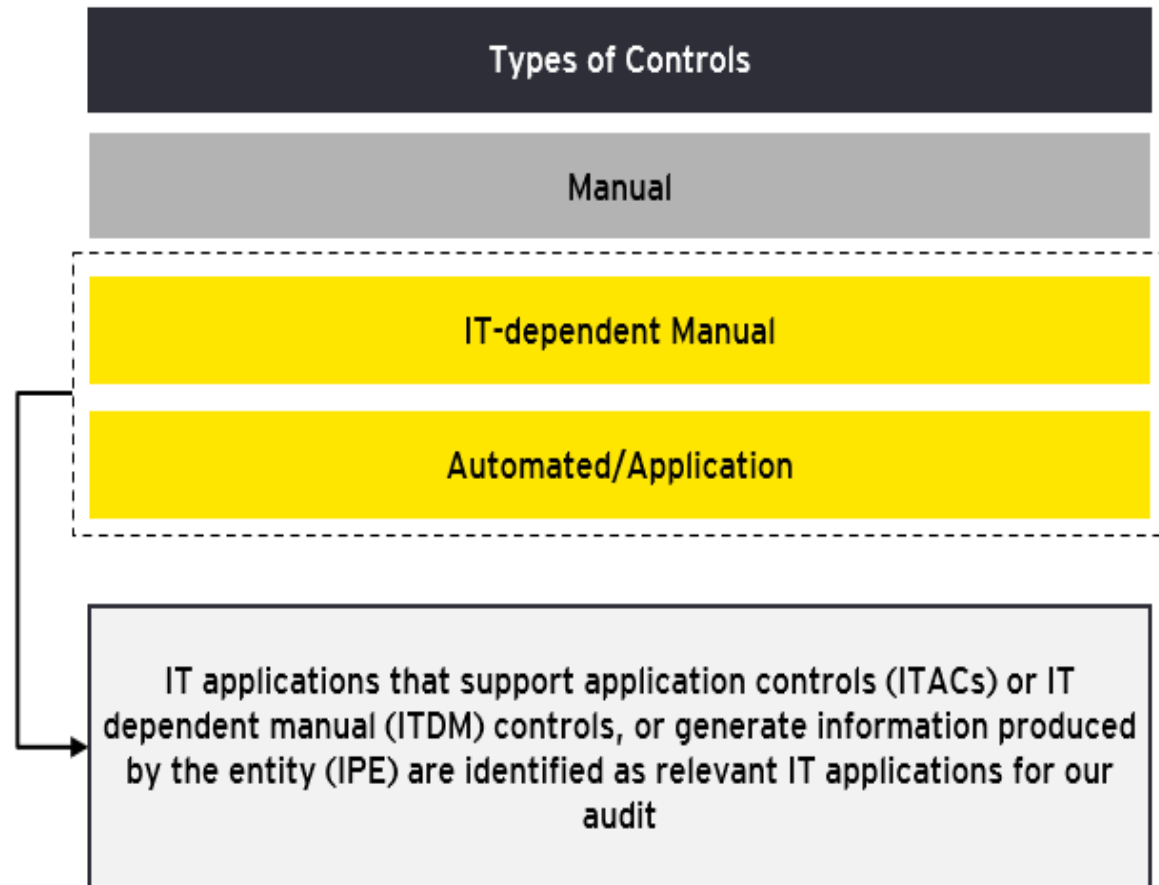 Types of Controls
Manual
IT-dependent Manual
Automated/Application
IT applications that support application controls (ITACs) or IT
dependent manual (ITDM) controls, or generate information produced
by the entity (IPE) are identified as relevant IT applications for our
audit